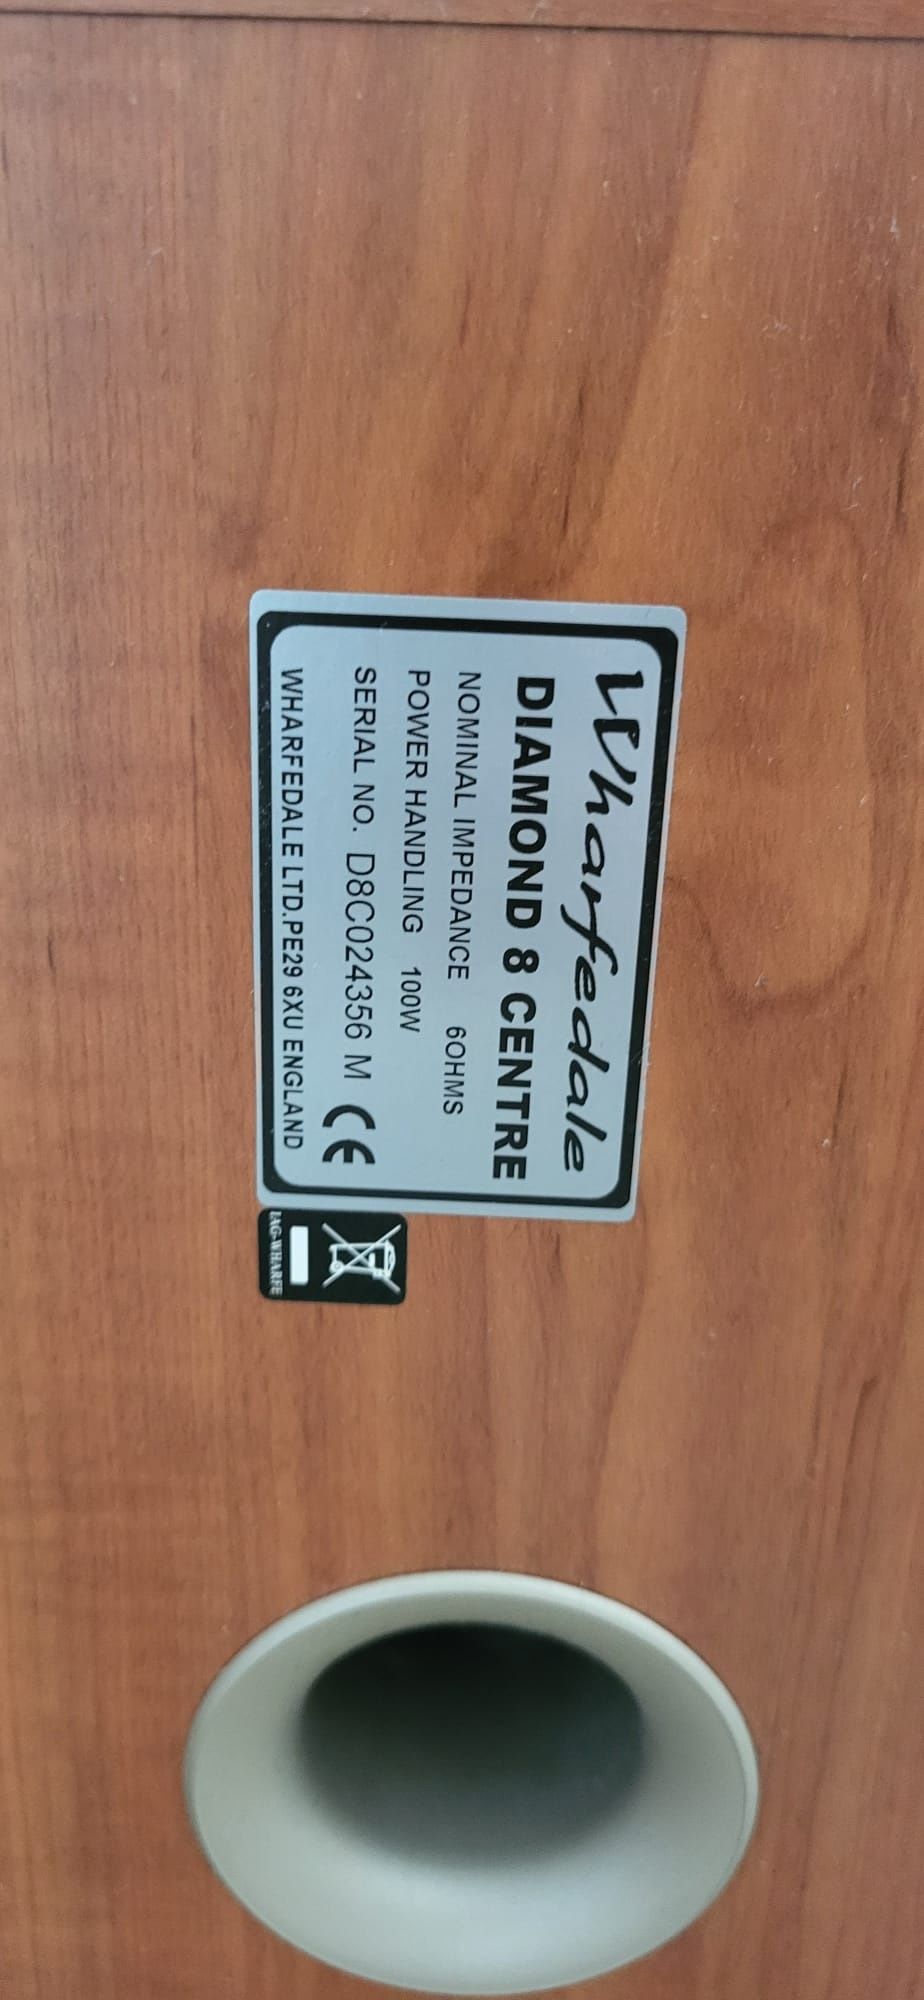 Wharfedale
DIAMOND 8 CENTRE
NOMINAL IMPEDANCE 6OHMS
POWER HANDLING 100W
SERIAL NO. D8C024356 M CE
WHARFEDALE LTD.PE29 6XU ENGLAND
IAG-WHARFE